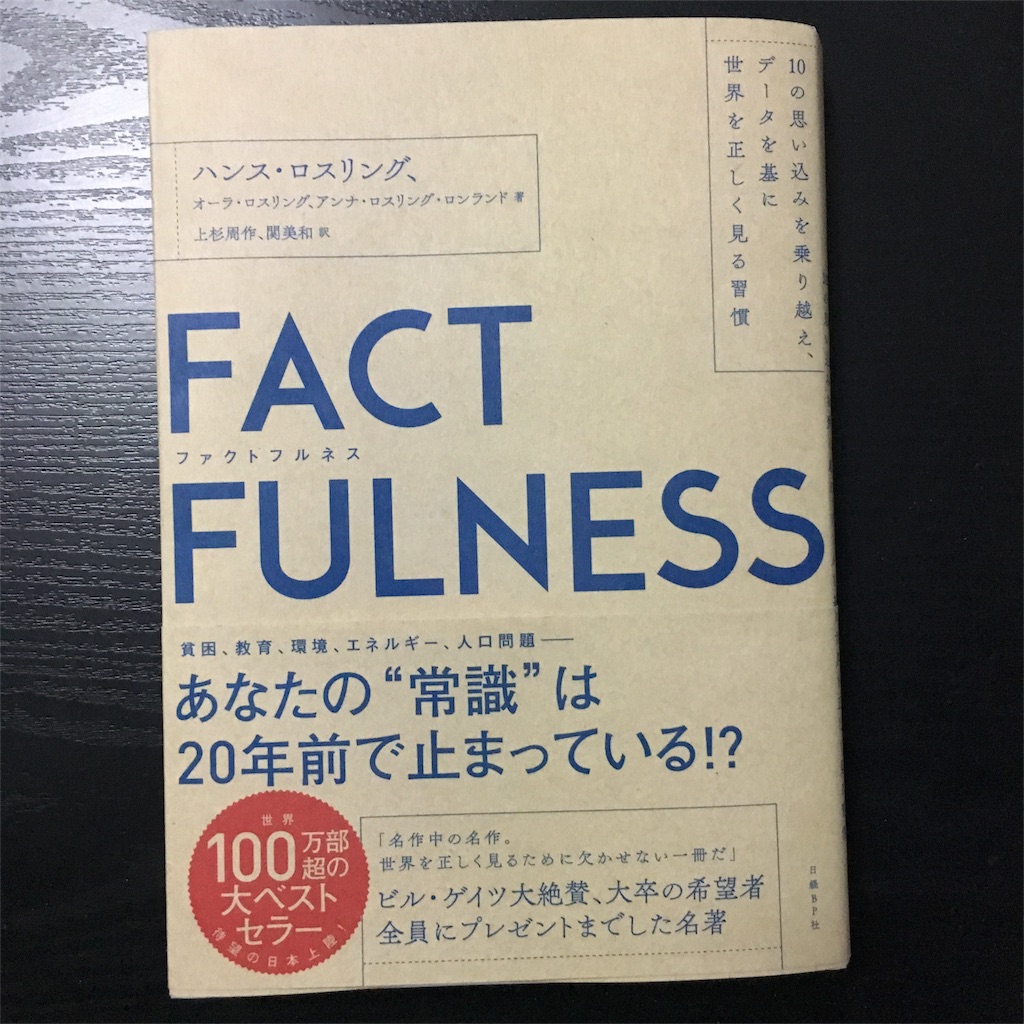 10の思い込みを乗り越え、
データを基に
世界を正しく見る習慣
ハンス・ロスリング、
オーラ・ロスリング、アンナ・ロスリング・ロンランド 著
上杉周作、関美和 訳
FACT
ファクトフルネス
FULNESS
貧困、教育、環境、エネルギー、人口問題――
あなたの“常識”は
20年前で止まっている!?
世界
100万部
超の
大ベスト
セラー
待望の日本上陸!
「名作中の名作。
世界を正しく見るために欠かせない一冊だ」
ビル・ゲイツ大絶賛、大卒の希望者
全員にプレゼントまでした名著
日経BP社